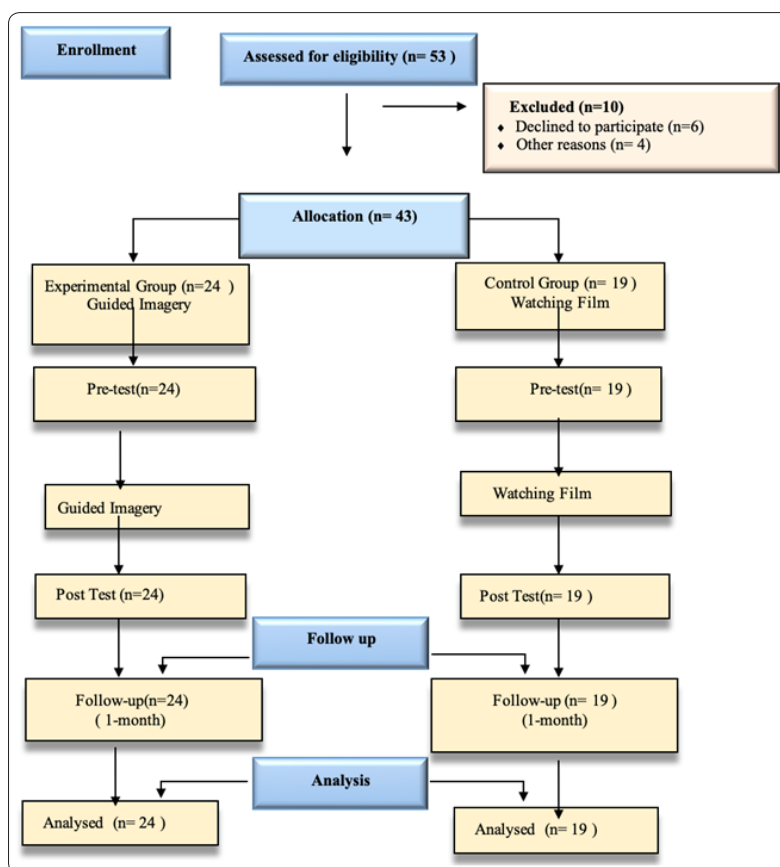 Enrollment
Assessed for eligibility (n= 53 )
Excluded (n=10)
♦ Declined to participate (n=6)
♦ Other reasons (n= 4)
Allocation (n= 43)
Experimental Group (n=24 )
Guided Imagery
Control Group (n= 19 )
Watching Film
Pre-test(n=24)
Pre-test(n= 19 )
Guided Imagery
Watching Film
Post Test (n=24)
Post Test(n= 19 )
Follow up
Follow-up(n=24)
( 1-month)
Follow-up (n= 19 )
(1-month)
Analysis
Analysed (n= 24 )
Analysed (n= 19 )